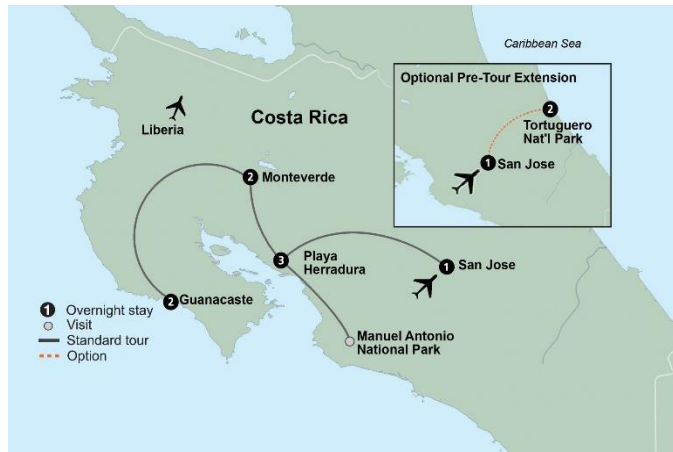 Caribbean Sea
Optional Pre-Tour Extension
2
Tortuguero
Nat'l Park
1
San Jose
Costa Rica
Liberia
2
Monteverde
3
Playa
Herradura
1
San Jose
2
Guanacaste
Manuel Antonio
National Park
1 Overnight stay
Visit
Standard tour
Option